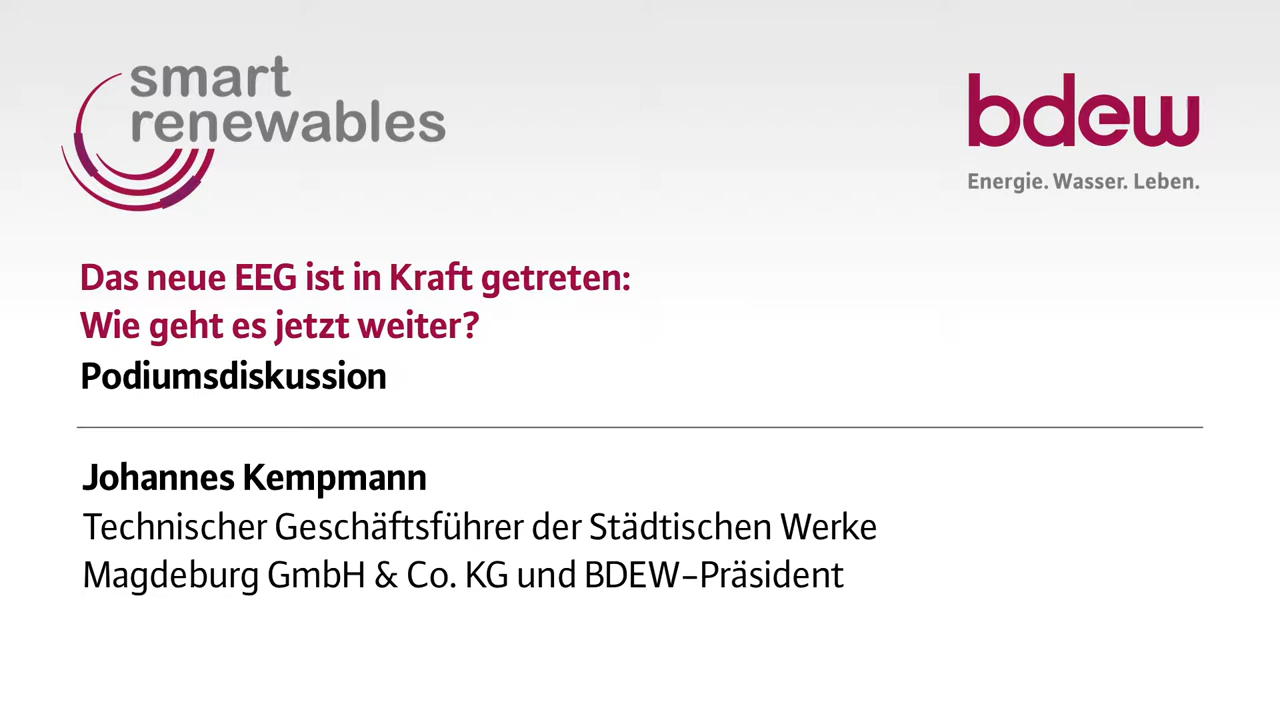 smart
renewables
bdew
Energie. Wasser. Leben.
Das neue EEG ist in Kraft getreten:
Wie geht es jetzt weiter?
Podiumsdiskussion
Johannes Kempmann
Technischer Geschäftsführer der Städtischen Werke
Magdeburg GmbH & Co. KG und BDEW-Präsident